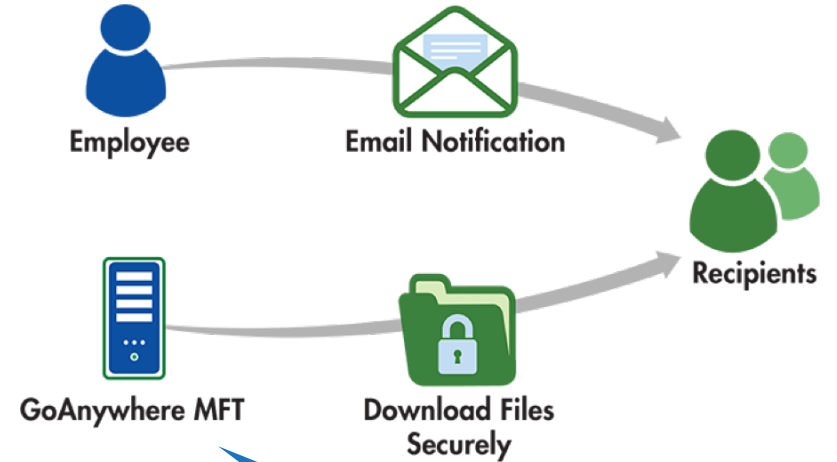 Employee
Email Notification
Recipients
GoAnywhere MFT
Download Files
Securely